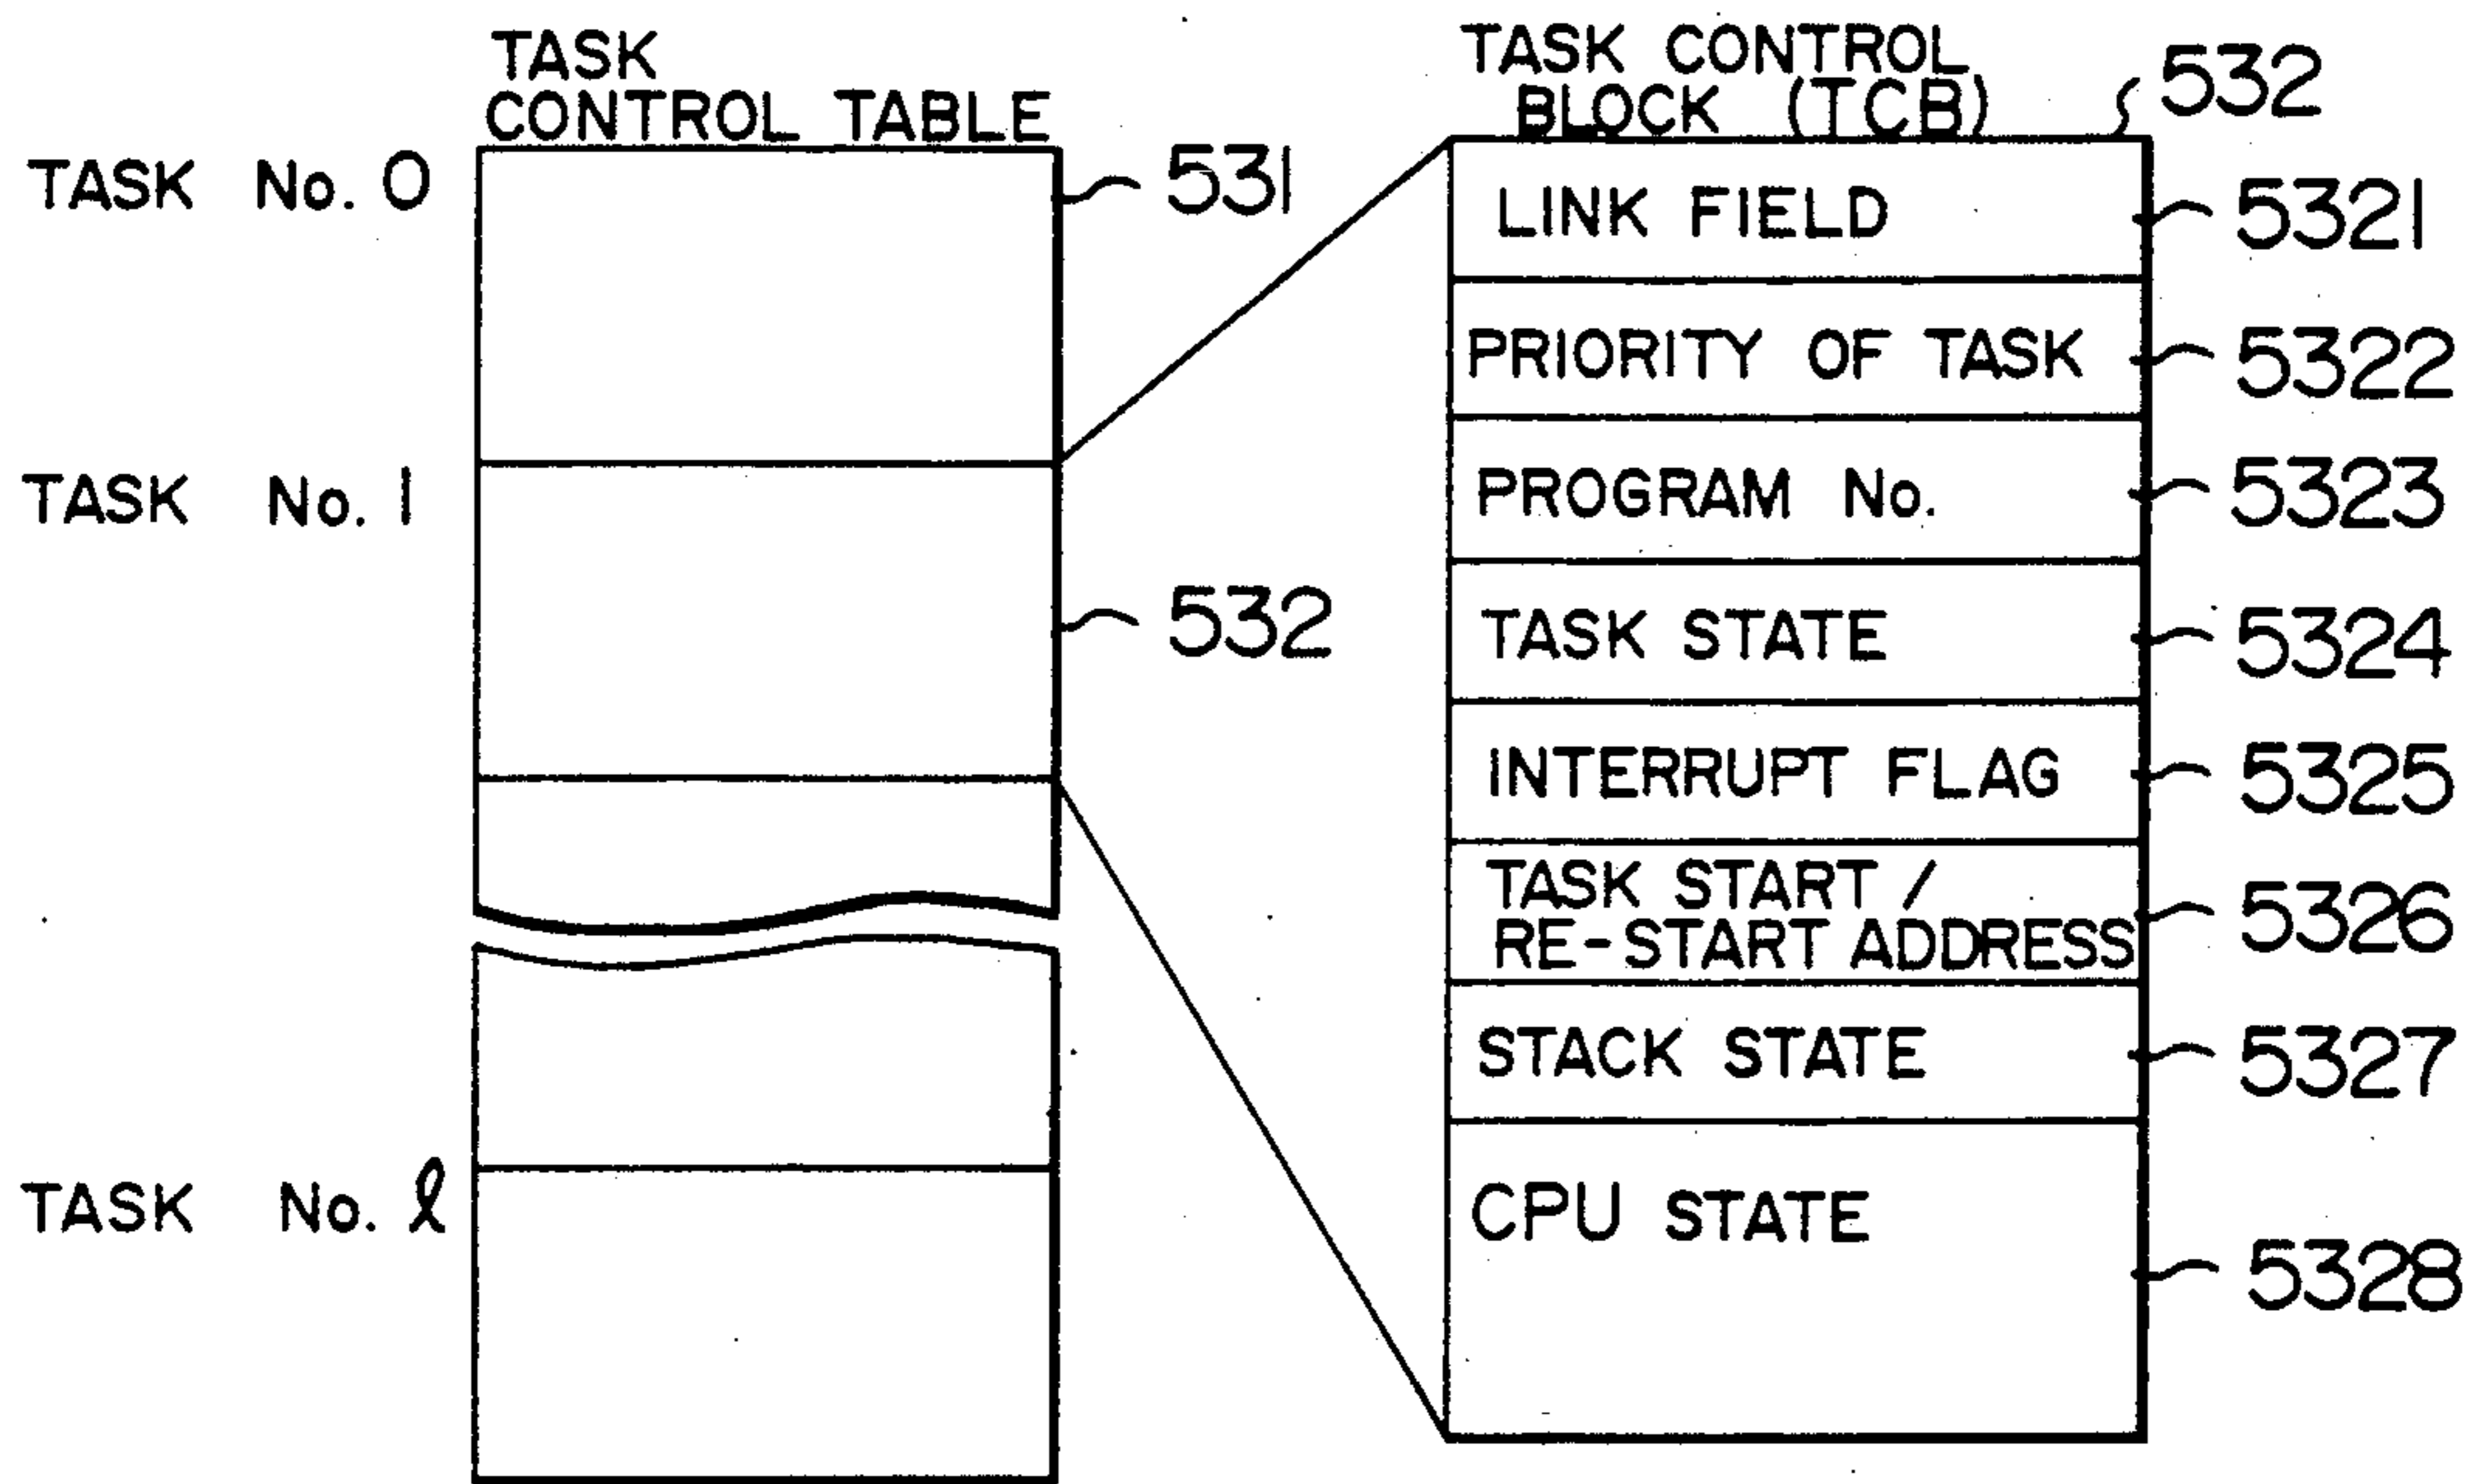 TASK
CONTROL TABLE
TASK No. 0
531
TASK No. 1
532
TASK No. ℓ
TASK CONTROL
BLOCK (TCB)
532
LINK FIELD
5321
PRIORITY OF TASK
5322
PROGRAM No.
5323
TASK STATE
5324
INTERRUPT FLAG
5325
TASK START /
RE-START ADDRESS
5326
STACK STATE
5327
CPU STATE
5328